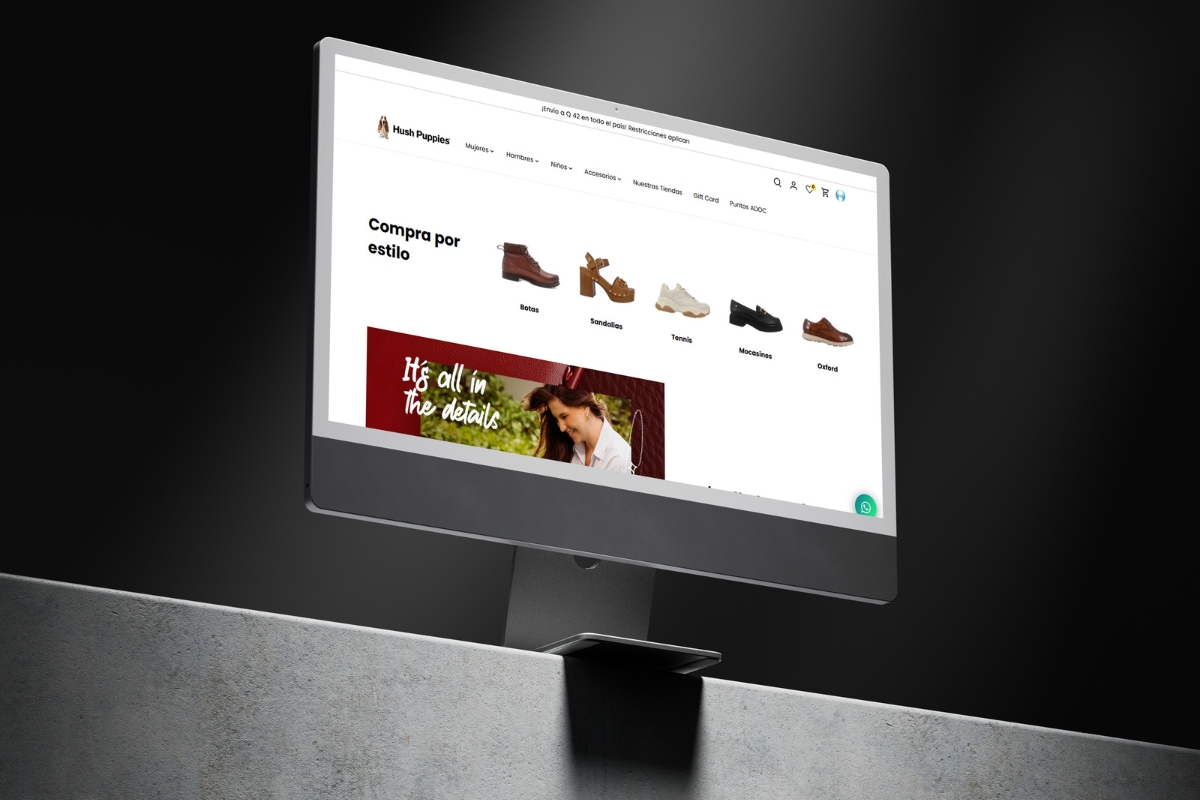 ¡Envío a Q 42 en todo el país! Restricciones aplican
Hush Puppies
Mujeres
Hombres
Niños
Accesorios
Nuestras Tiendas
Gift Card
Puntos ADOC
0
Compra por
estilo
Botas
Sandalias
Tennis
Mocasines
Oxford
It's all in
the details